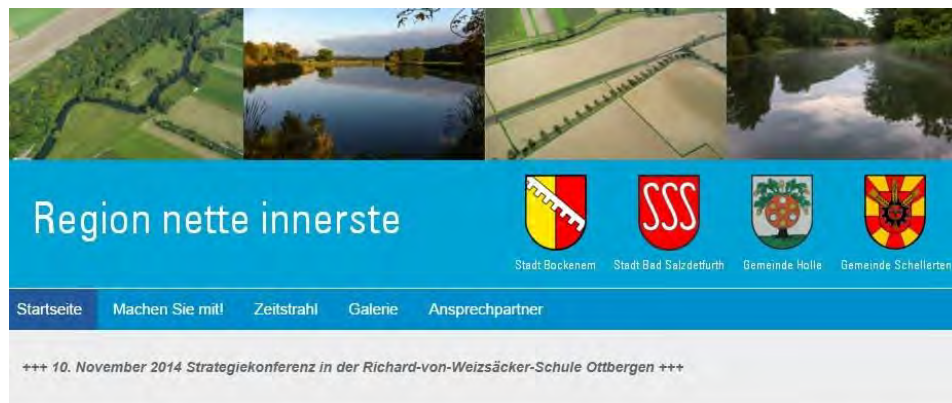 Region nette innerste
SSS
Stadt Bockenem Stadt Bad Salzdetfurth Gemeinde Holle Gemeinde Schellerten
Startseite Machen Sie mit! Zeitstrahl Galerie Ansprechpartner
+++ 10. November 2014 Strategiekonferenz in der Richard-von-Weizsäcker-Schule Ottbergen +++